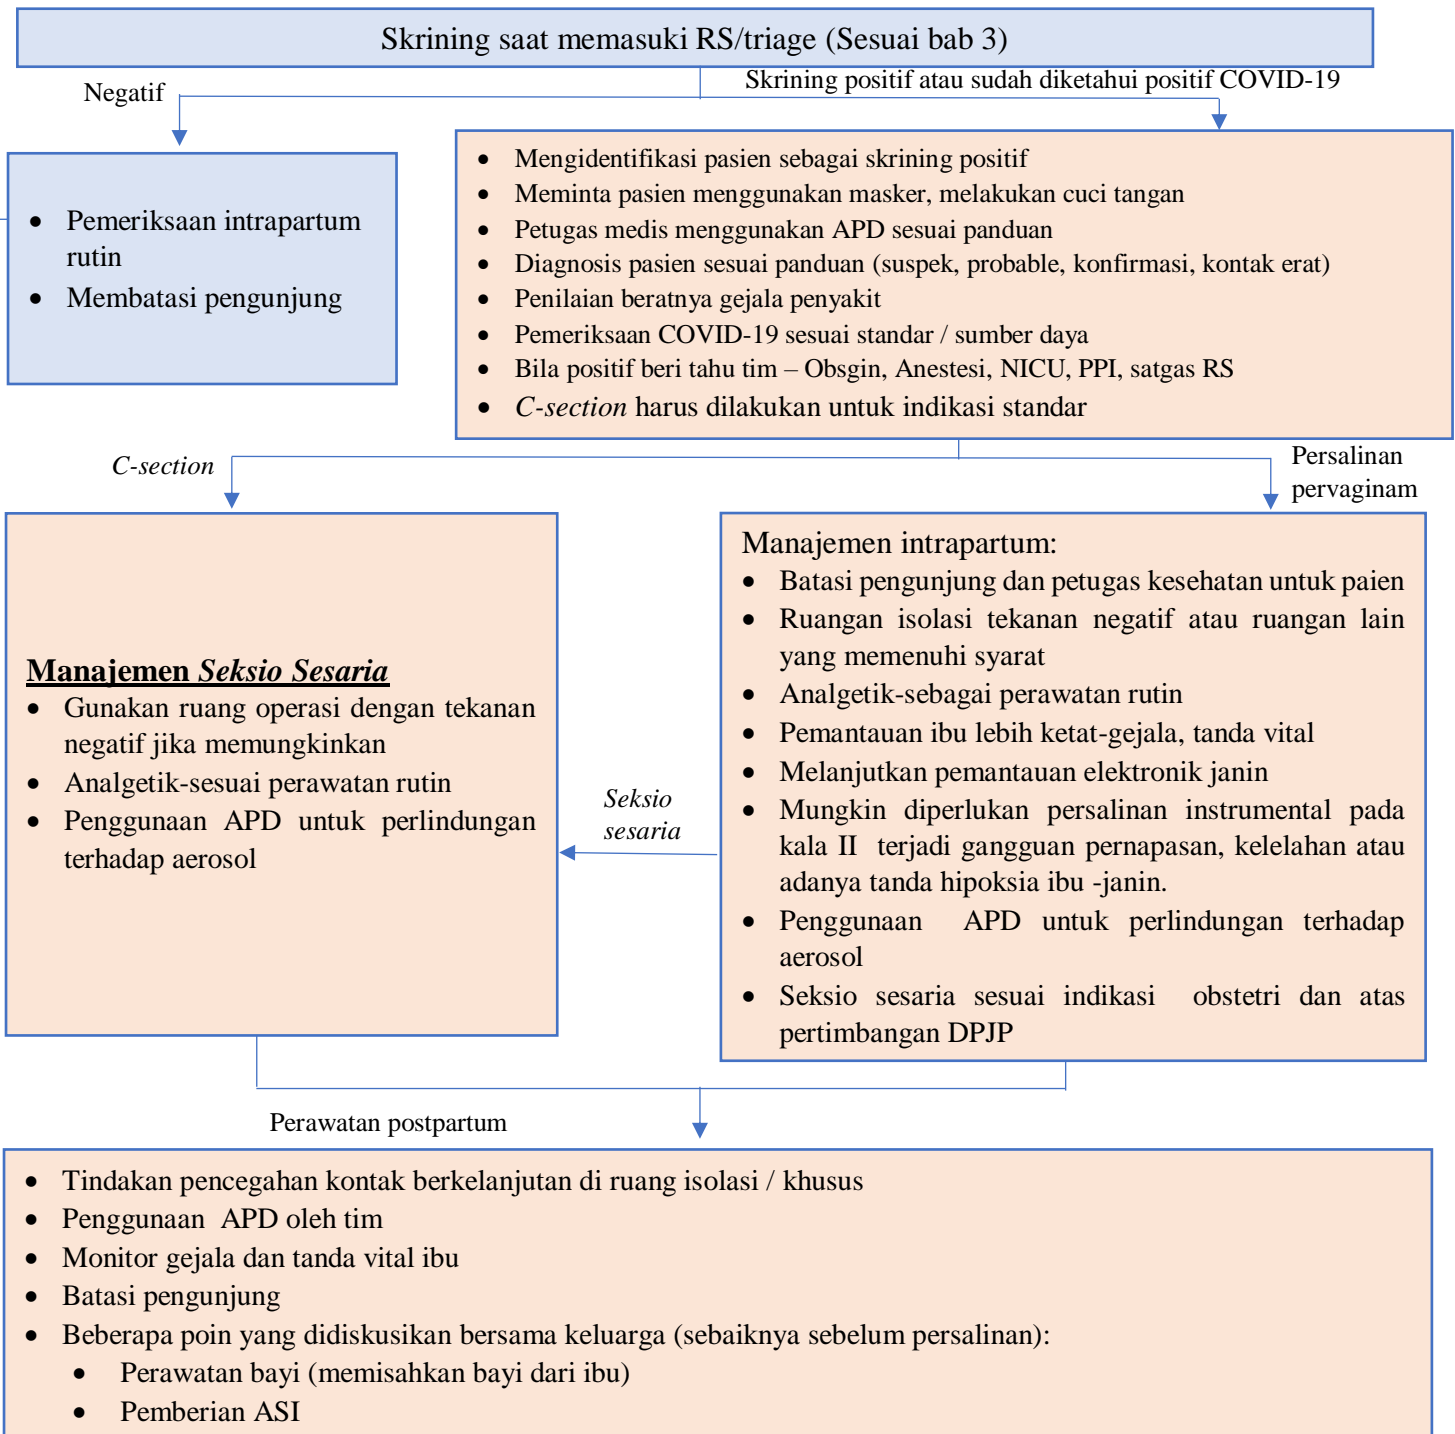 Skrining saat memasuki RS/triage (Sesuai bab 3)
Negatif
Skrining positif atau sudah diketahui positif COVID-19
• Pemeriksaan intrapartum
rutin
• Membatasi pengunjung
• Mengidentifikasi pasien sebagai skrining positif
• Meminta pasien menggunakan masker, melakukan cuci tangan
• Petugas medis menggunakan APD sesuai panduan
• Diagnosis pasien sesuai panduan (suspek, probable, konfirmasi, kontak erat)
• Penilaian beratnya gejala penyakit
• Pemeriksaan COVID-19 sesuai standar / sumber daya
• Bila positif beri tahu tim – Obsgin, Anestesi, NICU, PPI, satgas RS
• C-section harus dilakukan untuk indikasi standar
C-section
Persalinan
pervaginam
Manajemen Seksio Sesaria
• Gunakan ruang operasi dengan tekanan
negatif jika memungkinkan
• Analgetik-sesuai perawatan rutin
• Penggunaan APD untuk perlindungan
terhadap aerosol
Seksio
sesaria
Manajemen intrapartum:
• Batasi pengunjung dan petugas kesehatan untuk paien
• Ruangan isolasi tekanan negatif atau ruangan lain
yang memenuhi syarat
• Analgetik-sebagai perawatan rutin
• Pemantauan ibu lebih ketat-gejala, tanda vital
• Melanjutkan pemantauan elektronik janin
• Mungkin diperlukan persalinan instrumental pada
kala II terjadi gangguan pernapasan, kelelahan atau
adanya tanda hipoksia ibu -janin.
• Penggunaan APD untuk perlindungan terhadap
aerosol
• Seksio sesaria sesuai indikasi obstetri dan atas
pertimbangan DPJP
Perawatan postpartum
• Tindakan pencegahan kontak berkelanjutan di ruang isolasi / khusus
• Penggunaan APD oleh tim
• Monitor gejala dan tanda vital ibu
• Batasi pengunjung
• Beberapa poin yang didiskusikan bersama keluarga (sebaiknya sebelum persalinan):
• Perawatan bayi (memisahkan bayi dari ibu)
• Pemberian ASI